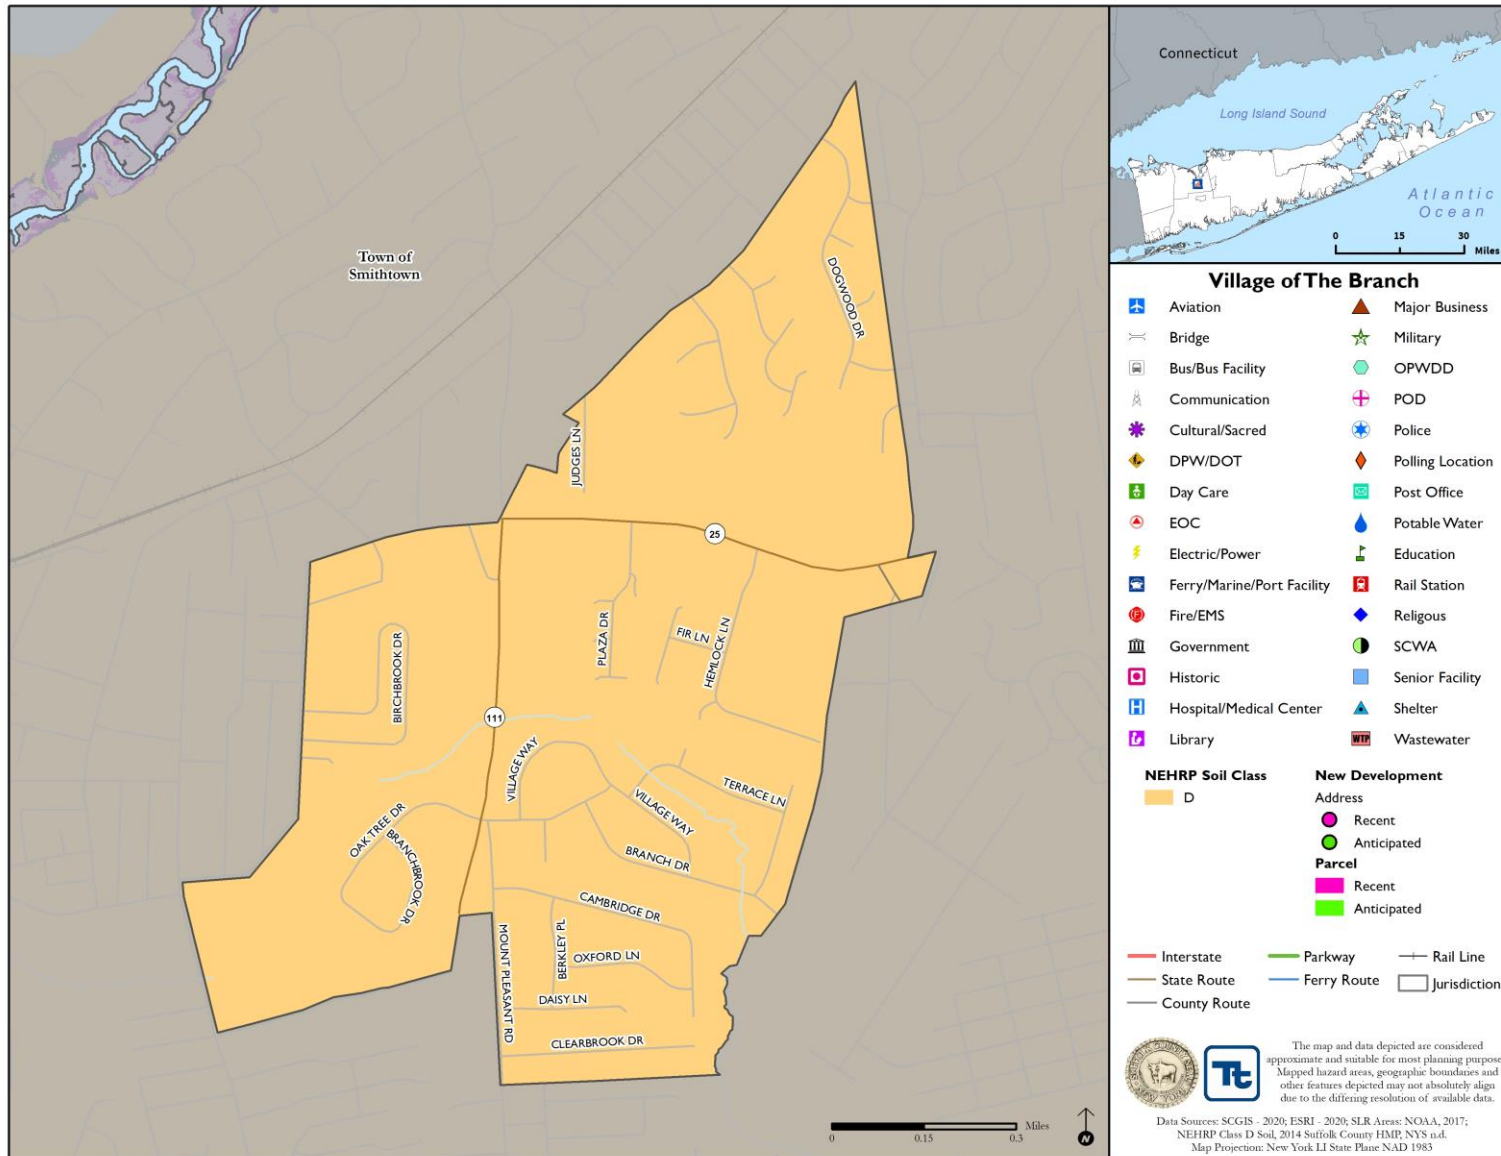 Town of
Smithtown
DOGWOOD DR
JUDGES LN
25
PLAZA DR
FIR LN
HEMLOCK LN
BIRCHBROOK DR
111
VILLAGE WAY
TERRACE LN
VILLAGE WAY
OAK TREE DR
BRANCHBROOK DR
BRANCH DR
CAMBRIDGE DR
MOUNT PLEASANT RD
BERKLEY PL
OXFORD LN
DAISY LN
CLEARBROOK DR
0 0.15 0.3 Miles
N
Connecticut
Long Island Sound
Atlantic
Ocean
0 15 30
Miles
Village of The Branch
Aviation
Bridge
Bus/Bus Facility
Communication
Cultural/Sacred
DPW/DOT
Day Care
EOC
Electric/Power
Ferry/Marine/Port Facility
Fire/EMS
Government
Historic
Hospital/Medical Center
Library
Major Business
Military
OPWDD
POD
Police
Polling Location
Post Office
Potable Water
Education
Rail Station
Religous
SCWA
Senior Facility
Shelter
WTP Wastewater
NEHRP Soil Class
D
New Development
Address
Recent
Anticipated
Parcel
Recent
Anticipated
Interstate
State Route
County Route
Parkway
Ferry Route
Rail Line
Jurisdiction
Tt
The map and data depicted are considered
approximate and suitable for most planning purpose
Mapped hazard areas, geographic boundaries and
other features depicted may not absolutely align
due to the differing resolution of available data.
Data Sources: SCGIS - 2020; ESRI - 2020; SLR Areas: NOAA, 2017;
NEHRP Class D Soil, 2014 Suffolk County HMP, NYS n.d.
Map Projection: New York LI State Plane NAD 1983